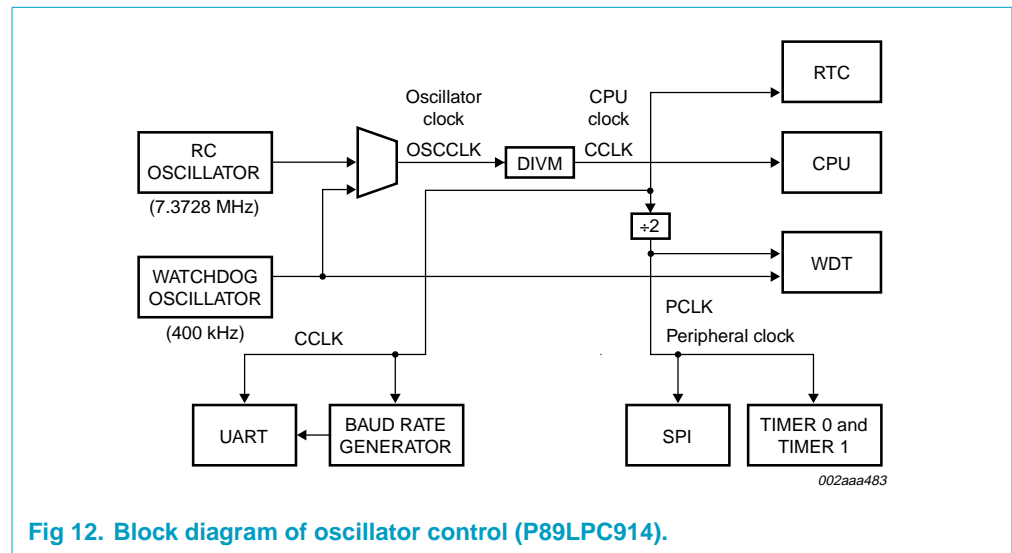 RTC
Oscillator
clock
CPU
clock
RC
OSCILLATOR
OSCCLK
DIVM
CCLK
CPU
(7.3728 MHz)
÷2
WATCHDOG
OSCILLATOR
WDT
(400 kHz)
CCLK
PCLK
Peripheral clock
UART
BAUD RATE
GENERATOR
SPI
TIMER 0 and
TIMER 1
002aaa483
Fig 12. Block diagram of oscillator control (P89LPC914).